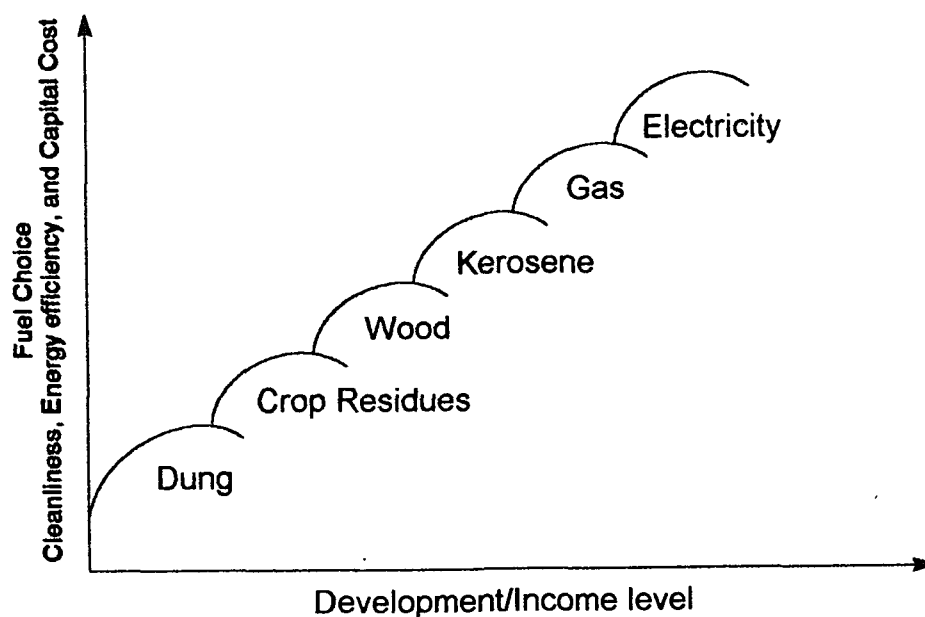 Fuel Choice
Cleanliness, Energy efficiency, and Capital Cost
Electricity
Gas
Kerosene
Wood
Crop Residues
Dung
Development/Income level